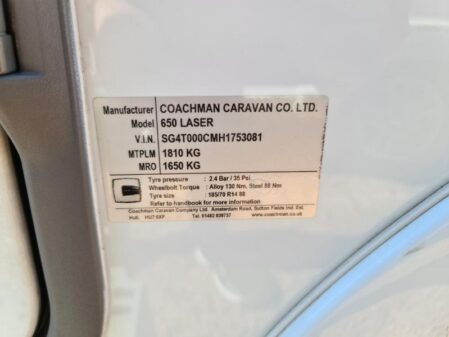 Manufacturer COACHMAN CARAVAN CO. LTD.
Model 650 LASER
V.I.N. SG4T000CMH1753081
MTPLM 1810 KG
MRO 1650 KG
Tyre pressure : 2.4 Bar / 35 Psi
Wheelbolt Torque : Alloy 130 Nm, Steel 88 Nm
Tyre size : 185/70 R14 88
Refer to handbook for more information
Coachman Caravan Company Ltd. Amsterdam Road, Sutton Fields Ind. Est.
Hull. HU7 0XF Tel. 01482 839737 www.coachman.co.uk